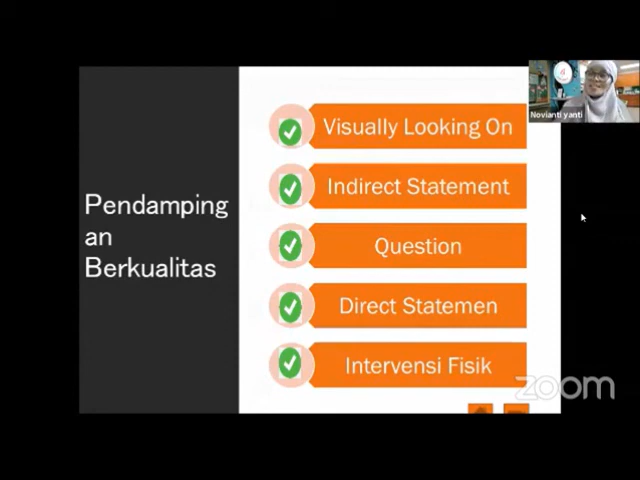 Pendamping
an
Berkualitas
Visually Looking On
Indirect Statement
Question
Direct Statemen
Intervensi Fisik
Novianti yanti
zoom